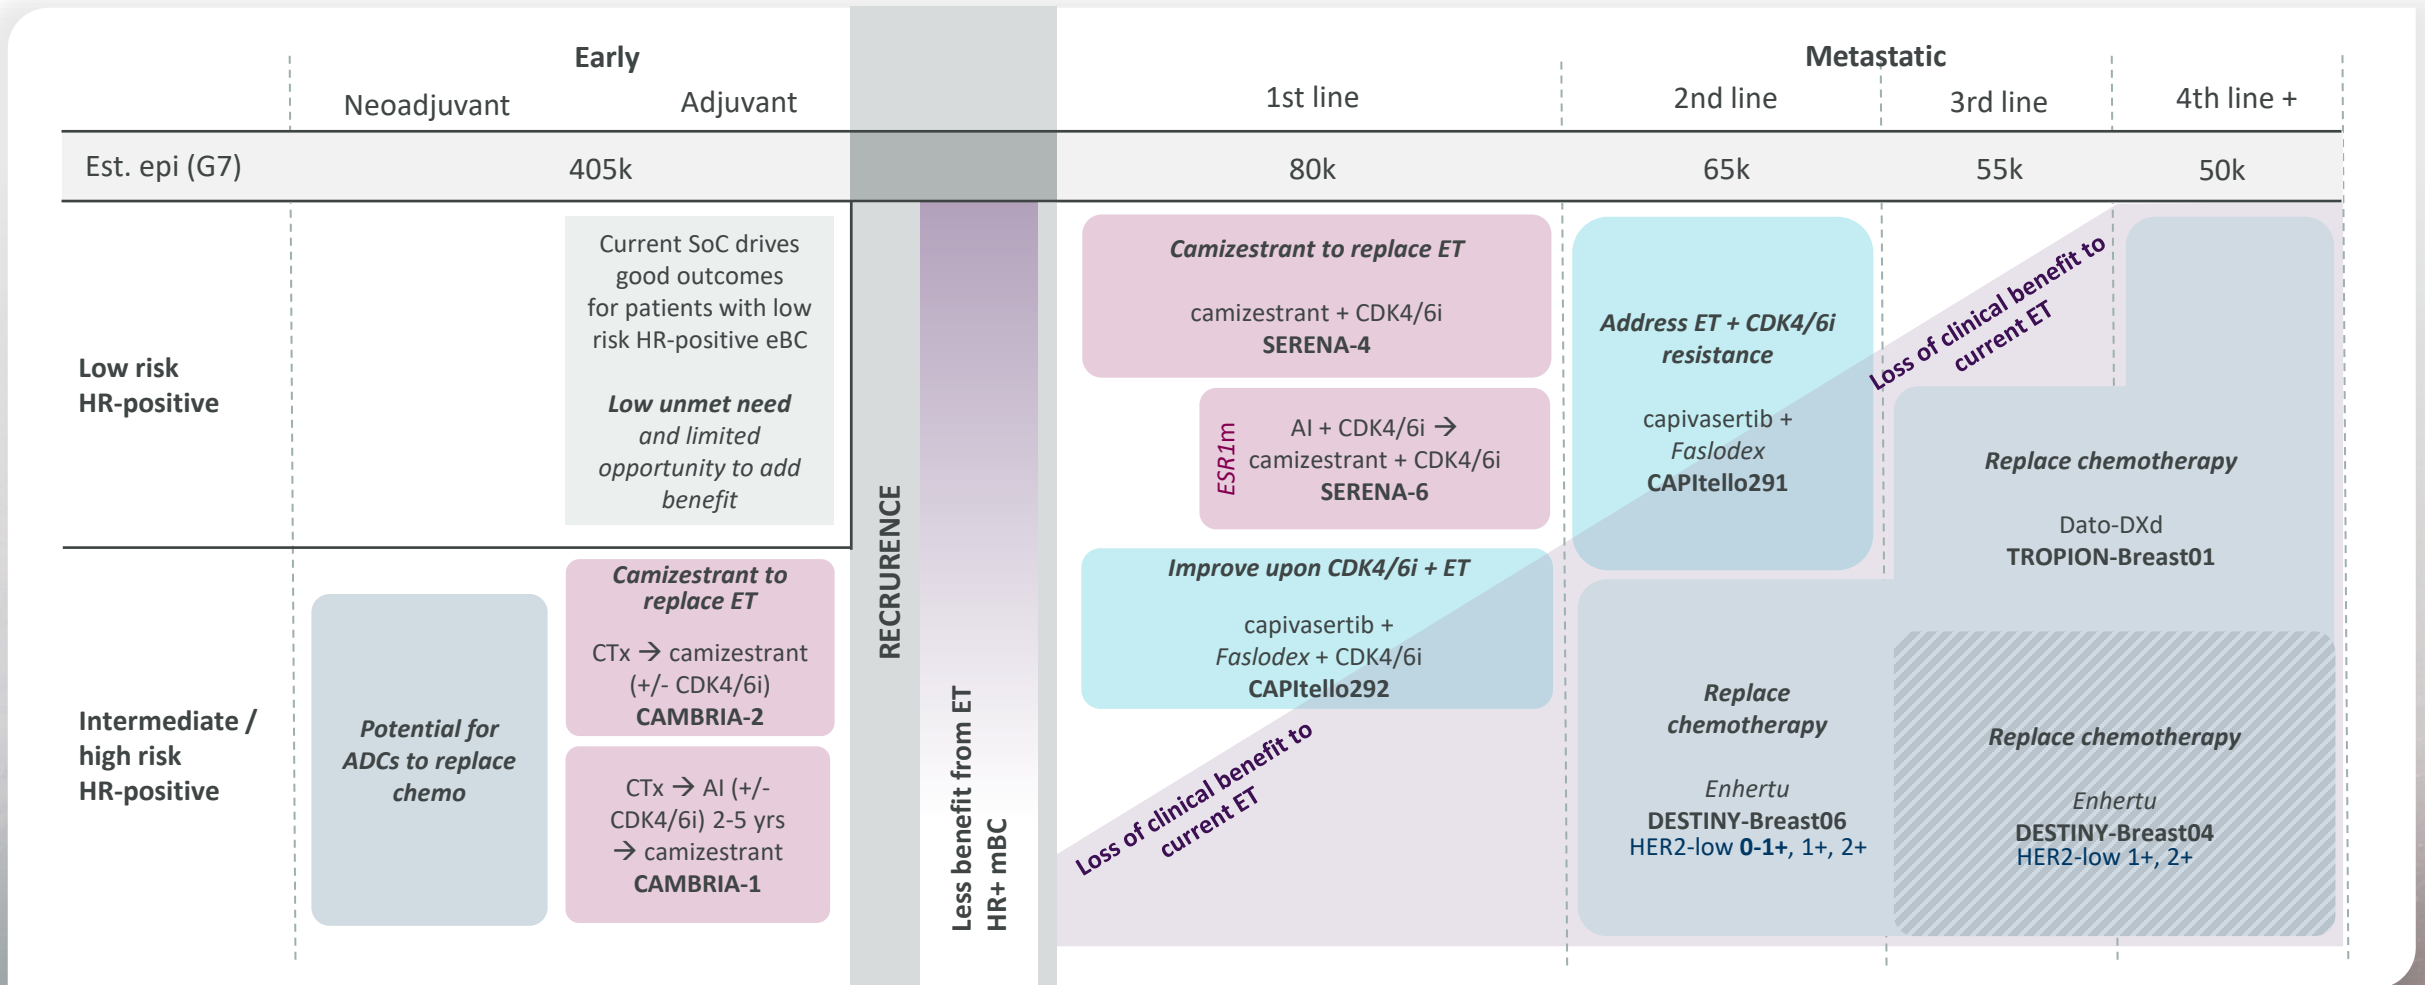 Early
Metastatic
Neoadjuvant
Adjuvant
1st line
2nd line
3rd line
4th line +
Est. epi (G7)
405k
80k
65k
55k
50k
Low risk
HR-positive
Current SoC drives
good outcomes
for patients with low
risk HR-positive eBC
Low unmet need
and limited
opportunity to add
benefit
Intermediate /
high risk
HR-positive
Potential for
ADCs to replace
chemo
Camizestrant to
replace ET
CTx → camizestrant
(+/- CDK4/6i)
CAMBRIA-2
CTx → AI (+/-
CDK4/6i) 2-5 yrs
→ camizestrant
CAMBRIA-1
RECRURENCE
Less benefit from ET
HR+ mBC
Camizestrant to replace ET
camizestrant + CDK4/6i
SERENA-4
ESR1m
AI + CDK4/6i →
camizestrant + CDK4/6i
SERENA-6
Improve upon CDK4/6i + ET
capivasertib +
Faslodex + CDK4/6i
CAPItello292
Loss of clinical benefit to
current ET
Address ET + CDK4/6i
resistance
capivasertib +
Faslodex
CAPItello291
Loss of clinical benefit to
current ET
Replace chemotherapy
Dato-DXd
TROPION-Breast01
Replace
chemotherapy
Enhertu
DESTINY-Breast06
HER2-low 0-1+, 1+, 2+
Replace chemotherapy
Enhertu
DESTINY-Breast04
HER2-low 1+, 2+